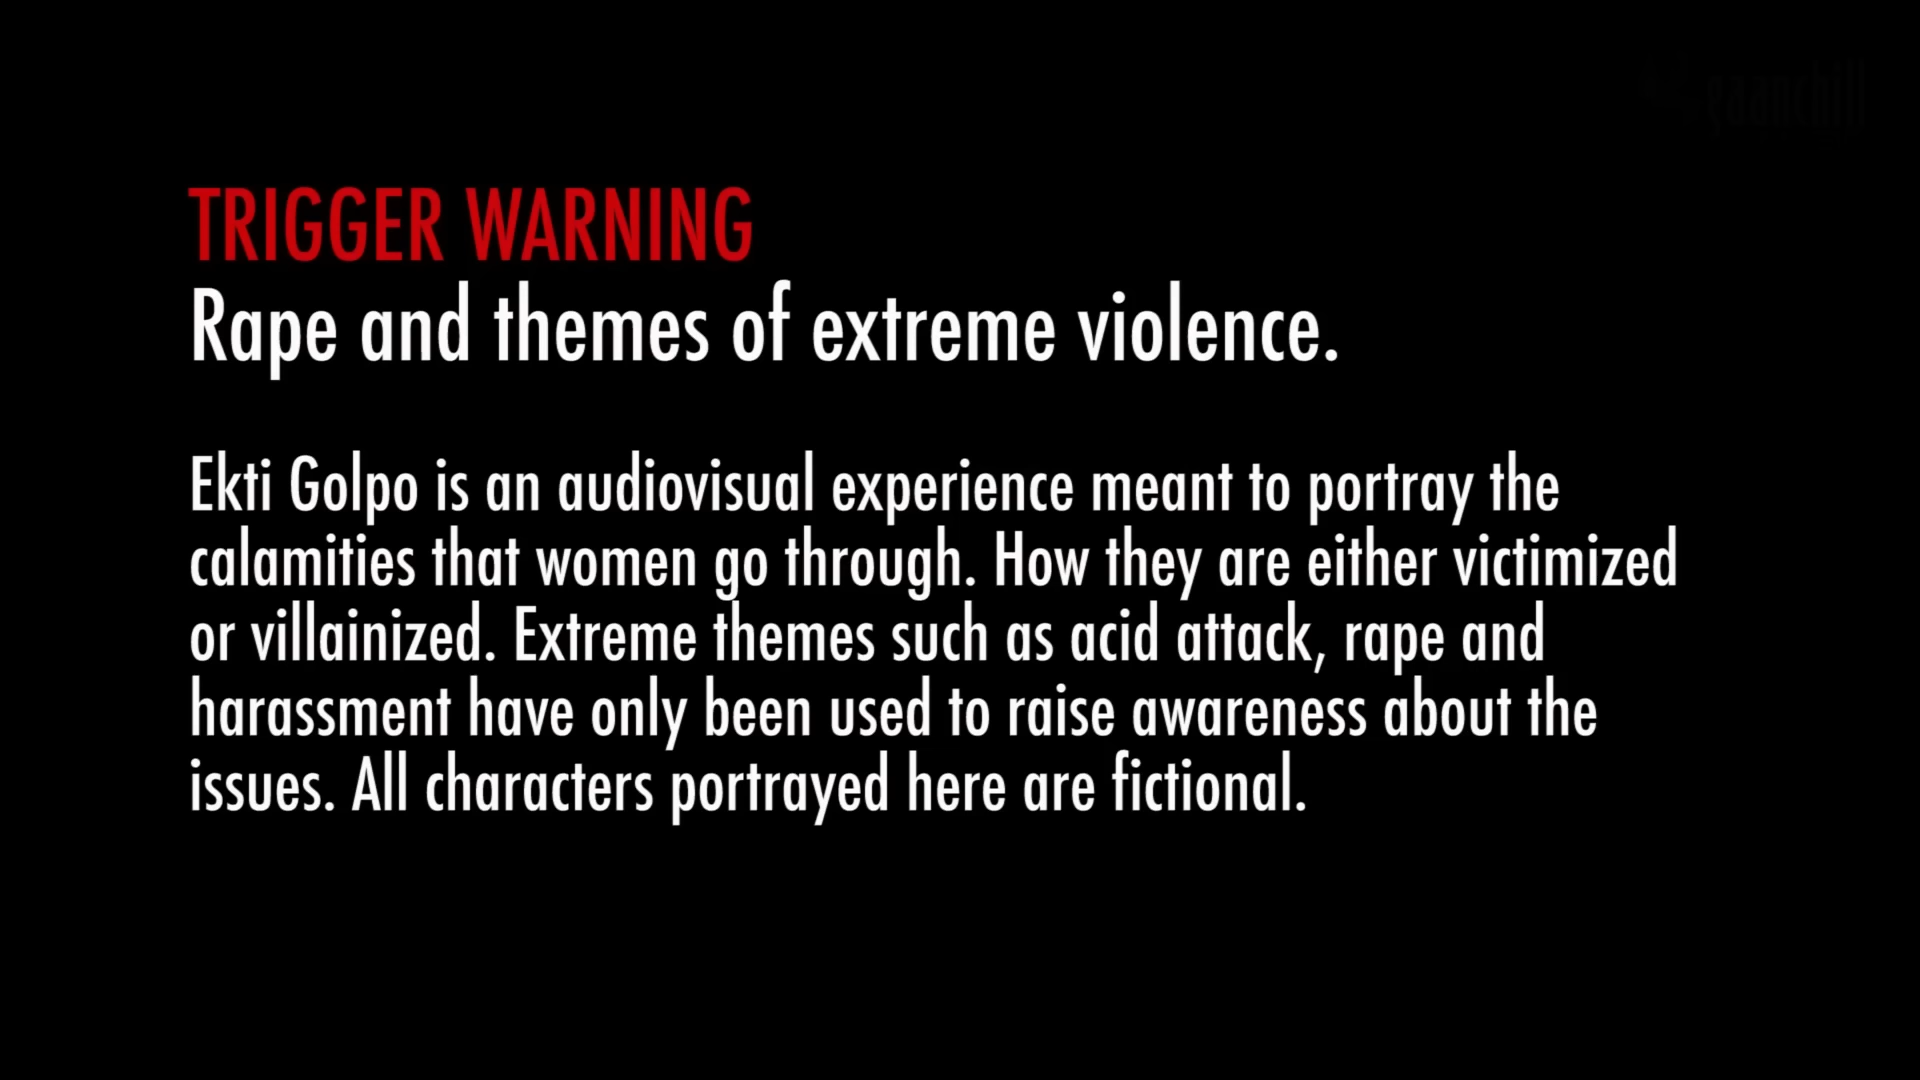 gaanchill
TRIGGER WARNING
Rape and themes of extreme violence.
Ekti Golpo is an audiovisual experience meant to portray the
calamities that women go through. How they are either victimized
or villainized. Extreme themes such as acid attack, rape and
harassment have only been used to raise awareness about the
issues. All characters portrayed here are fictional.